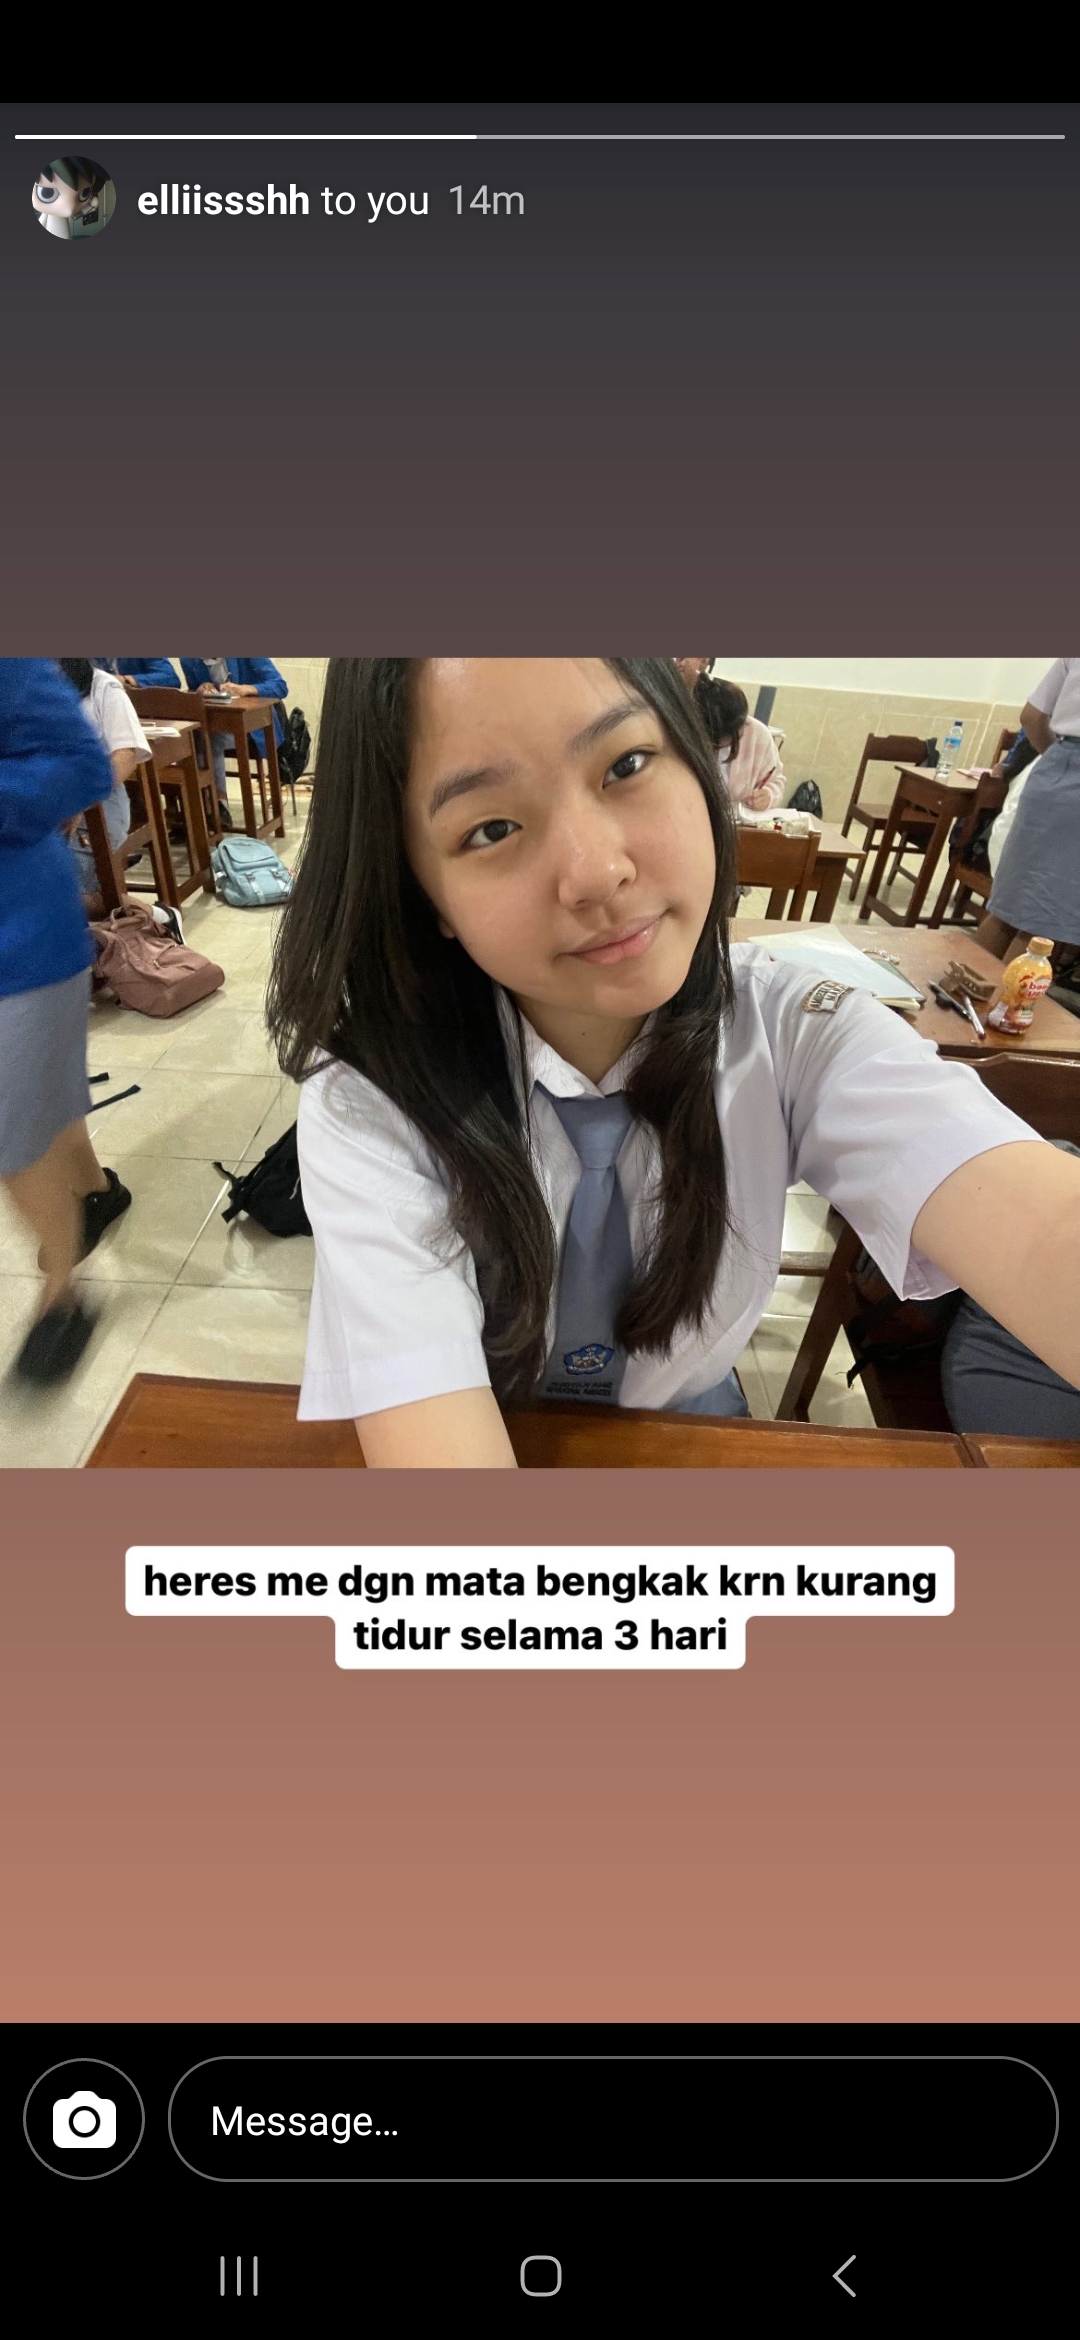 elliissshh to you 14m
heres me dgn mata bengkak krn kurang
tidur selama 3 hari
Message...